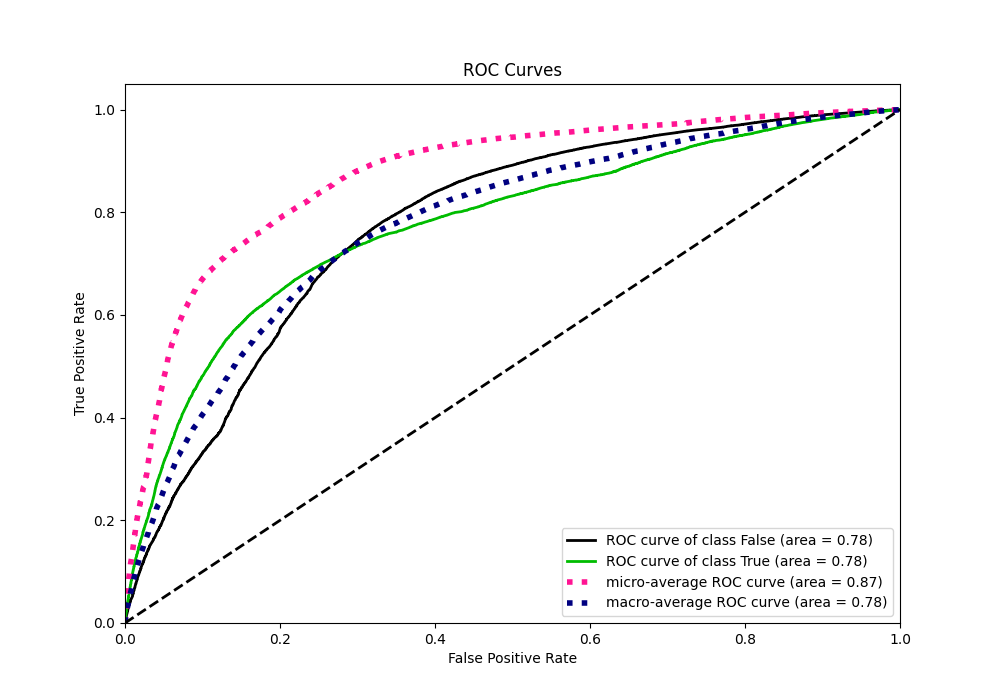 ROC Curves
True Positive Rate
1.0
0.8
0.6
0.4
0.2
0.0
0.0 0.2 0.4 0.6 0.8 1.0
False Positive Rate
ROC curve of class False (area = 0.78)
ROC curve of class True (area = 0.78)
micro-average ROC curve (area = 0.87)
macro-average ROC curve (area = 0.78)